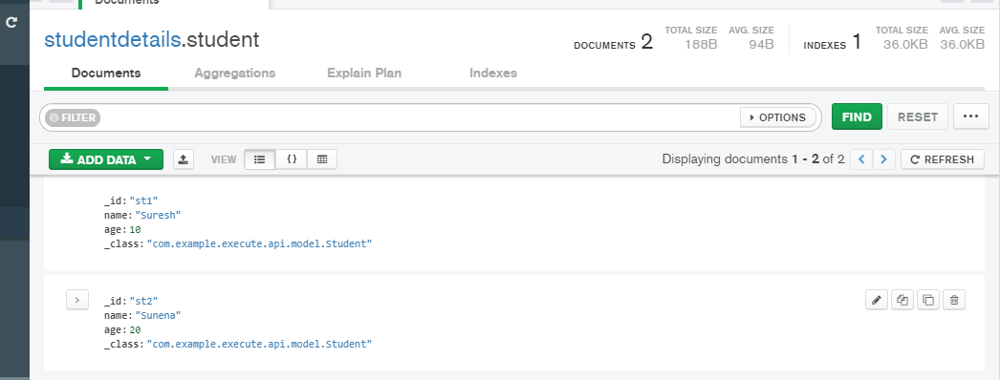 Documents
studentdetails.student
DOCUMENTS 2
TOTAL SIZE 188B
AVG. SIZE 94B
INDEXES 1
TOTAL SIZE 36.0KB
AVG. SIZE 36.0KB
Documents Aggregations Explain Plan Indexes
FILTER
OPTIONS
FIND
RESET
ADD DATA
VIEW
{}
Displaying documents 1 - 2 of 2
REFRESH
_id: "st1"
name: "Suresh"
age: 10
_class: "com.example.execute.api.model.Student"
_id: "st2"
name: "Sunena"
age: 20
_class: "com.example.execute.api.model.Student"